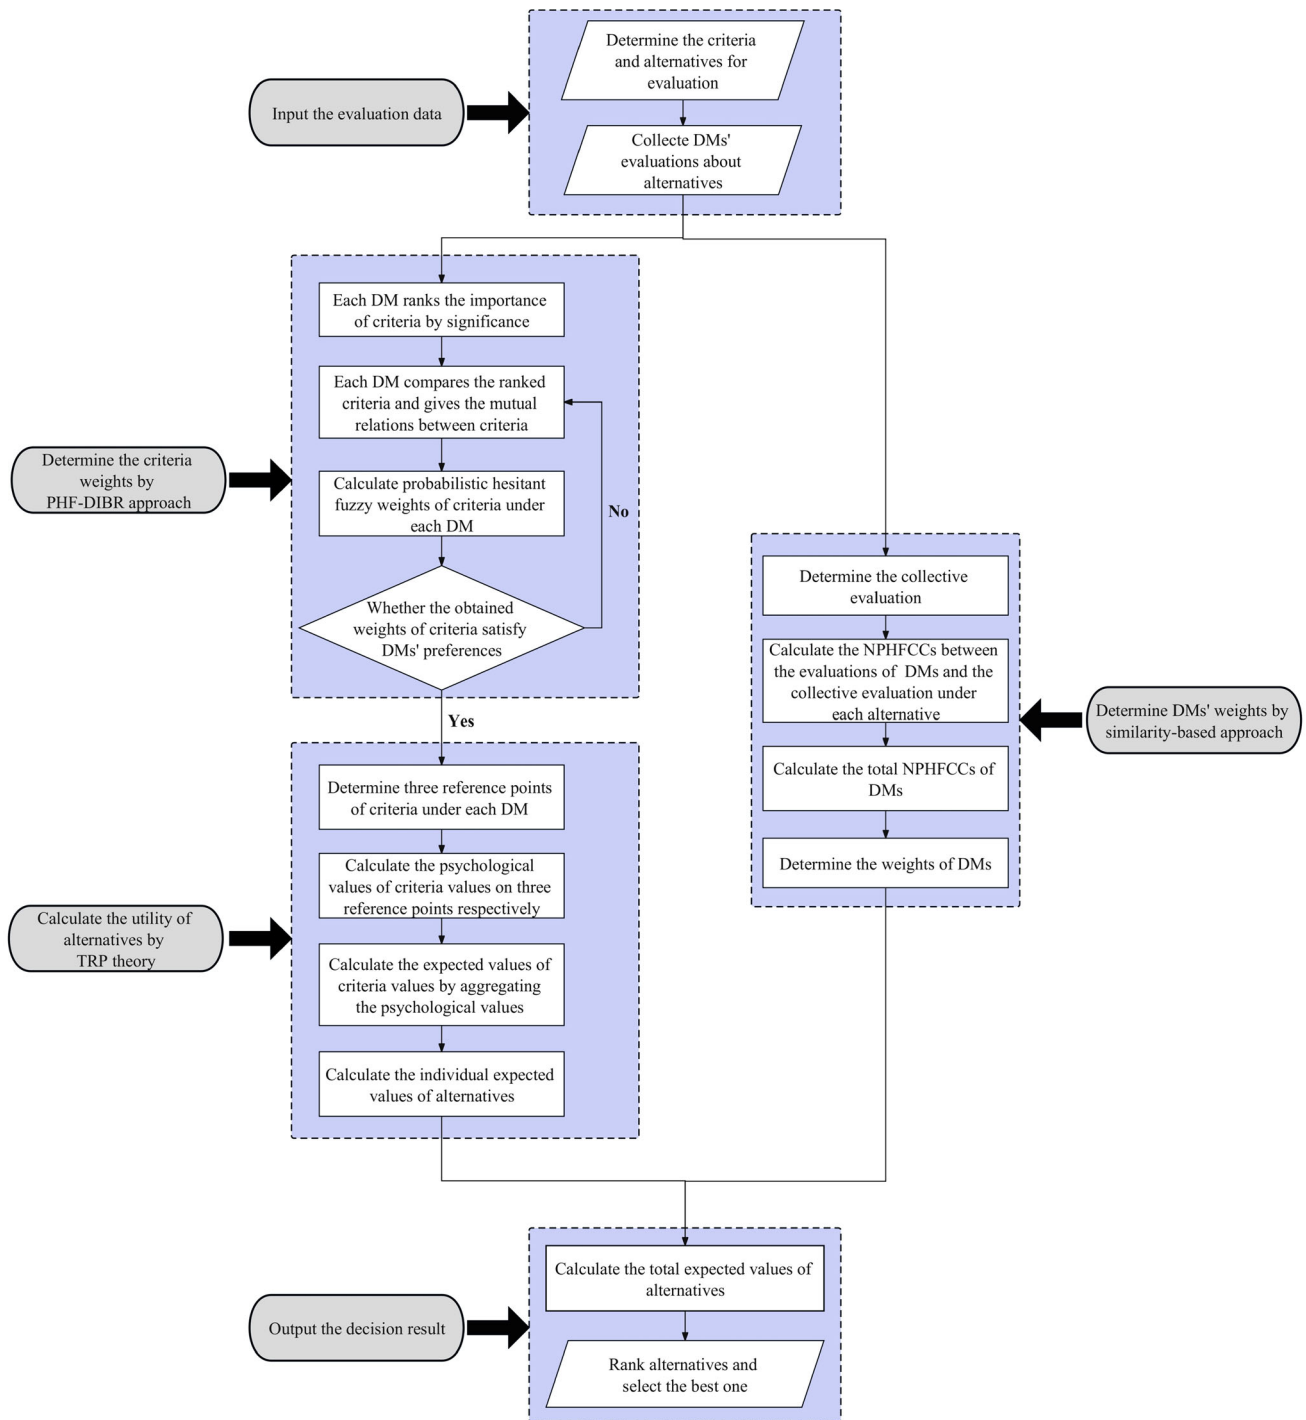 Determine the criteria
and alternatives for
evaluation
Input the evaluation data
Collecte DMs'
evaluations about
alternatives
Each DM ranks the importance
of criteria by significance
Each DM compares the ranked
criteria and gives the mutual
relations between criteria
Determine the criteria
weights by
PHF-DIBR approach
Calculate probabilistic hesitant
fuzzy weights of criteria under
each DM
No
Whether the obtained
weights of criteria satisfy
DMs' preferences
Yes
Determine the collective
evaluation
Calculate the NPHFCCs between
the evaluations of DMs and the
collective evaluation under
each alternative
Determine DMs' weights by
similarity-based approach
Calculate the total NPHFCCs of
DMs
Determine the weights of DMs
Determine three reference points
of criteria under each DM
Calculate the psychological
values of criteria values on three
reference points respectively
Calculate the utility of
alternatives by
TRP theory
Calculate the expected values of
criteria values by aggregating
the psychological values
Calculate the individual expected
values of alternatives
Calculate the total expected values of
alternatives
Output the decision result
Rank alternatives and
select the best one